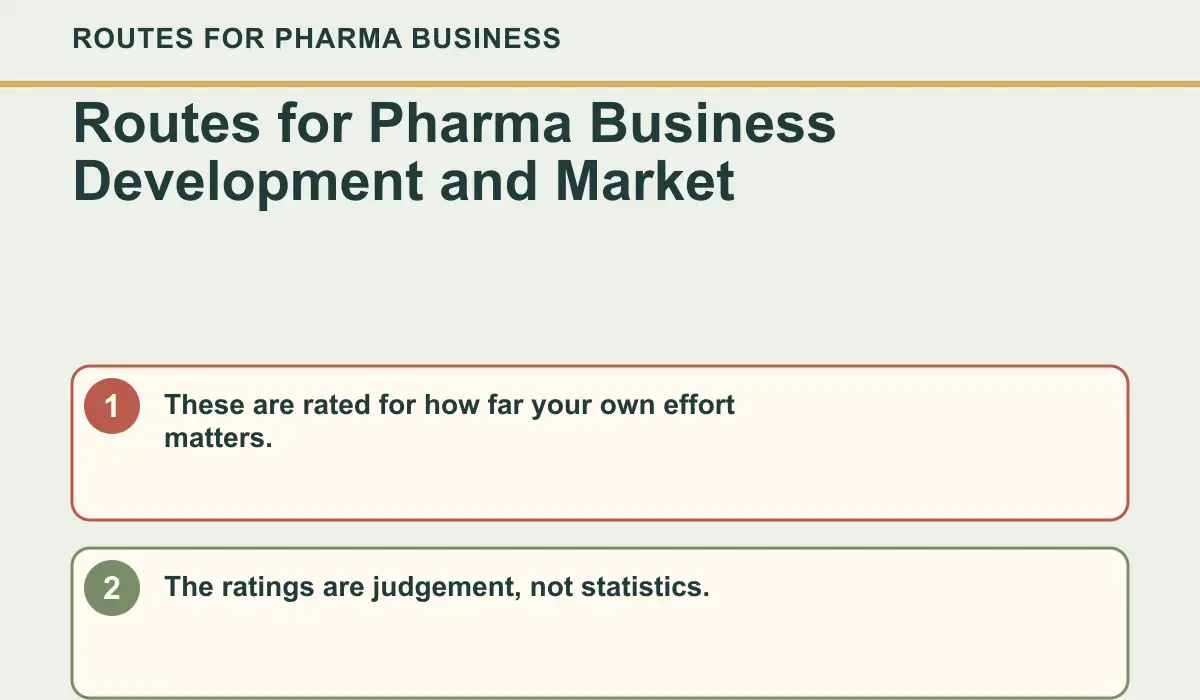 ROUTES FOR PHARMA BUSINESS
Routes for Pharma Business
Development and Market
1
These are rated for how far your own effort
matters.
2
The ratings are judgement, not statistics.